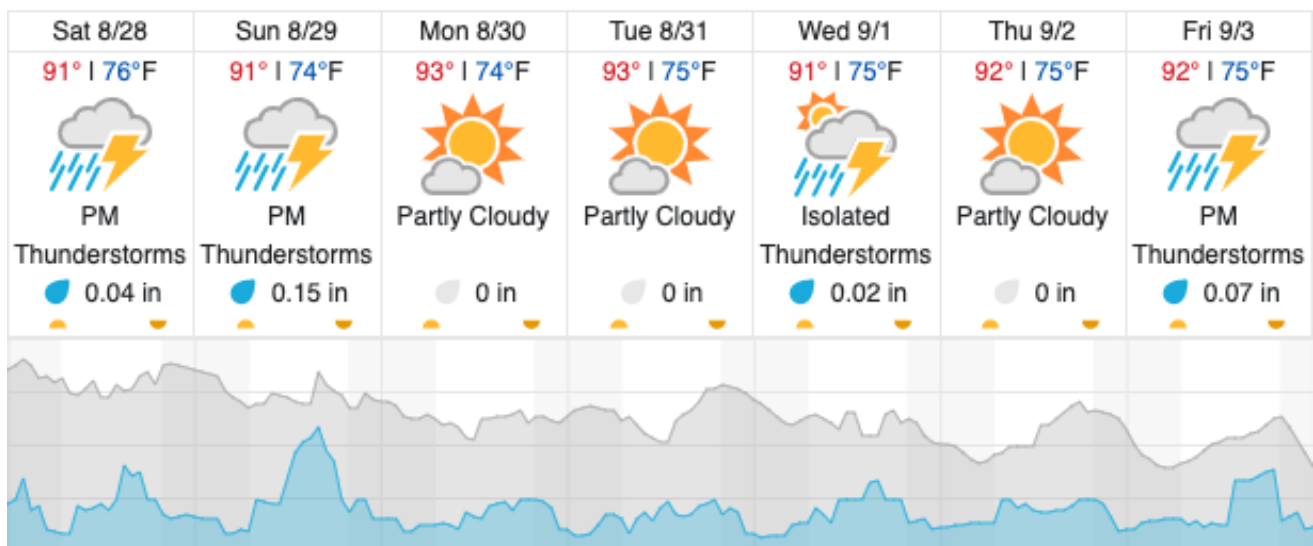 Sat 8/28 Sun 8/29 Mon 8/30 Tue 8/31 Wed 9/1 Thu 9/2 Fri 9/3
91° | 76°F 91° | 74°F 93° | 74°F 93° | 75°F 91° | 75°F 92° | 75°F 92° | 75°F
PM PM Partly Cloudy Partly Cloudy Isolated Partly Cloudy PM
Thunderstorms Thunderstorms Thunderstorms Thunderstorms
0.04 in 0.15 in 0 in 0 in 0.02 in 0 in 0.07 in